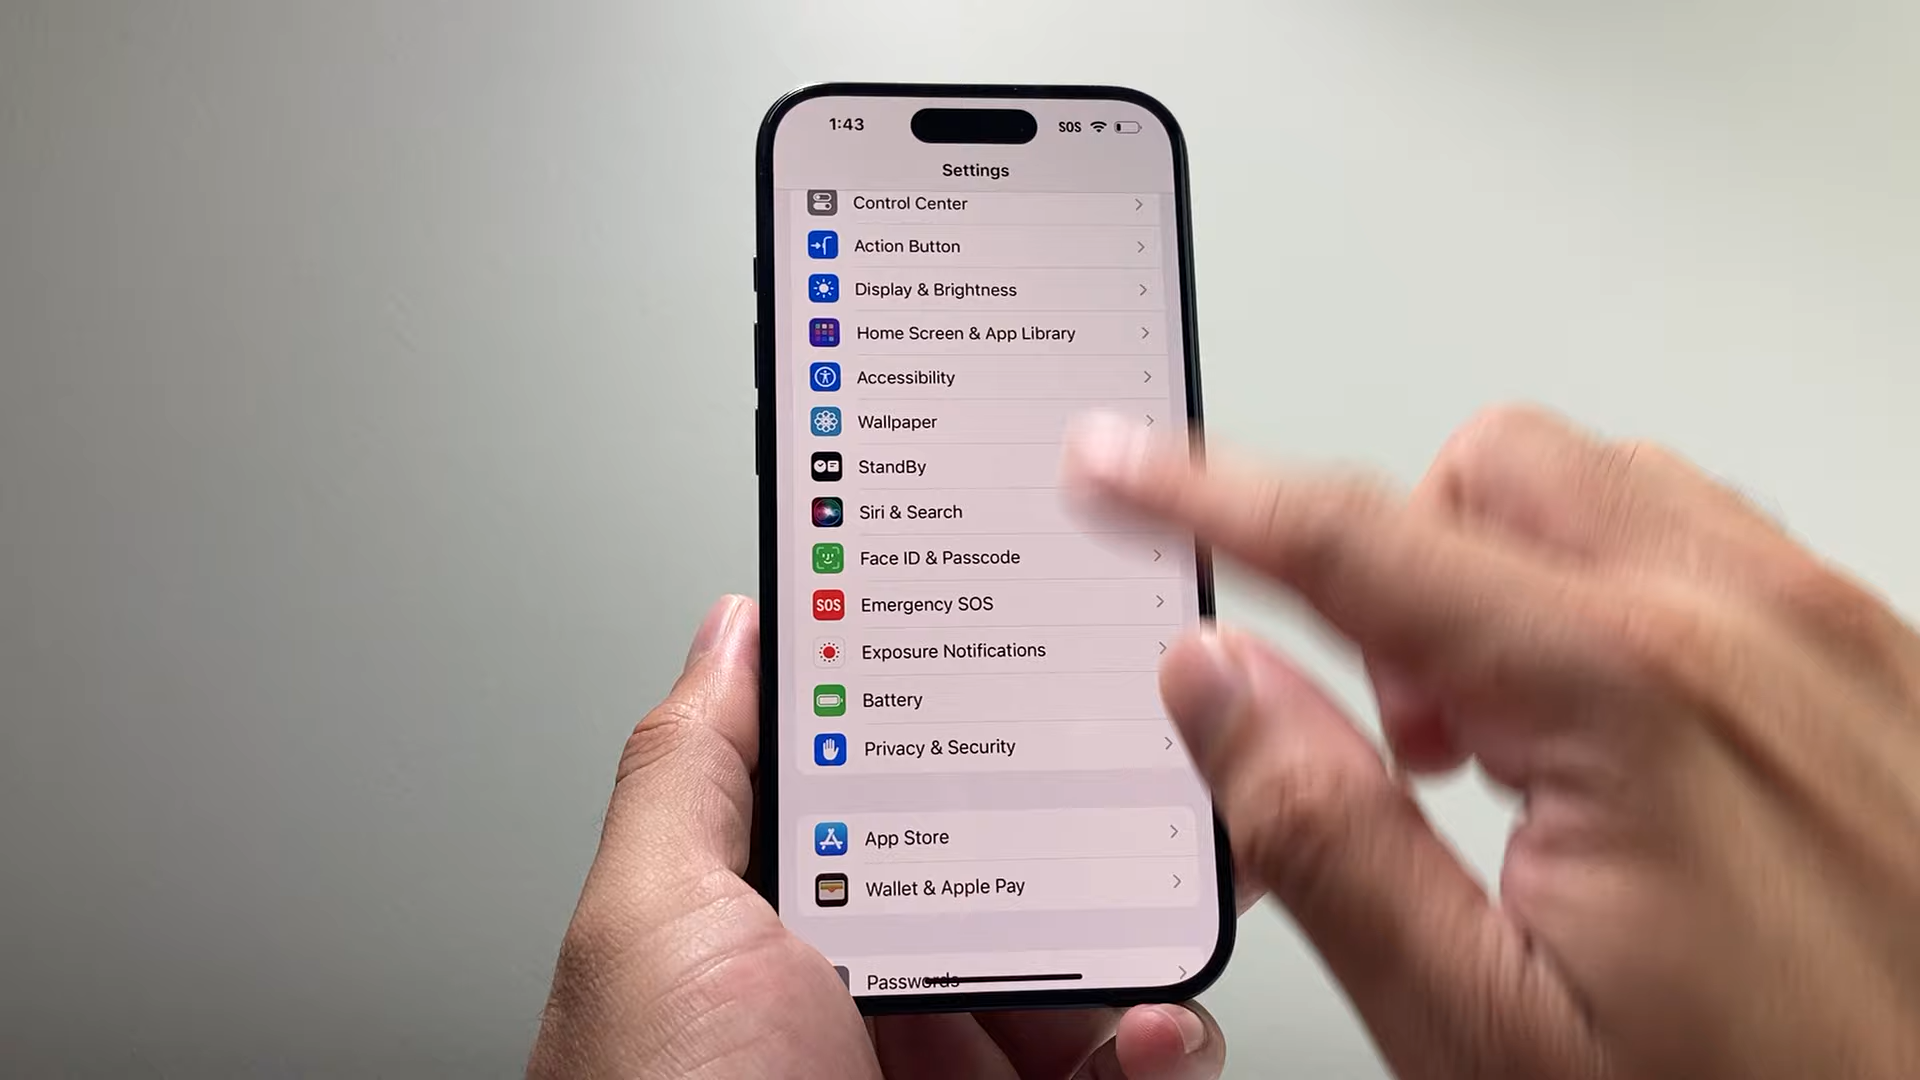 1:43
SOS
Settings
Control Center
Action Button
Display & Brightness
Home Screen & App Library
Accessibility
Wallpaper
StandBy
Siri & Search
Face ID & Passcode
SOS Emergency SOS
Exposure Notifications
Battery
Privacy & Security
App Store
Wallet & Apple Pay
Passwords